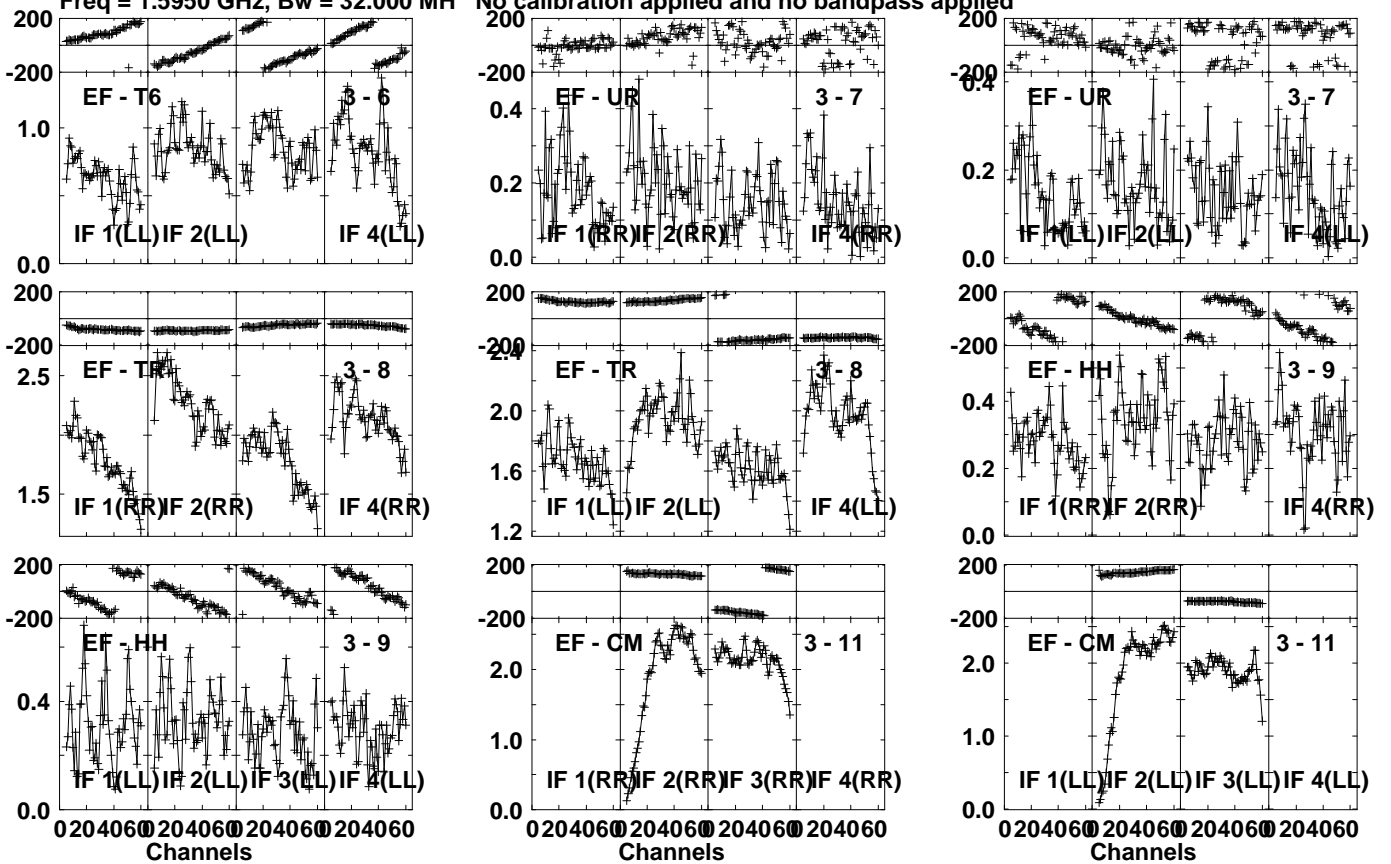 Freq = 1.5950 GHz, Bw = 32.000 MH No calibration applied and no bandpass applied
200
-200
EF - T6 3 - 6
1.0
0.0
IF 1(LL) IF 2(LL) IF 4(LL)
200
-200
EF - UR 3 - 7
0.4
0.2
0.0
IF 1(RR) IF 2(RR) IF 4(RR)
200
-200
EF - UR 3 - 7
0.4
0.2
0.0
IF 1(LL) IF 2(LL) IF 4(LL)
200
-200
EF - TR 3 - 8
2.5
1.5
IF 1(RR) IF 2(RR) IF 4(RR)
200
-200
EF - TR 3 - 8
2.4
2.0
1.6
1.2
IF 1(LL) IF 2(LL) IF 4(LL)
200
-200
EF - HH 3 - 9
0.4
0.2
0.0
IF 1(RR) IF 2(RR) IF 4(RR)
200
-200
EF - HH 3 - 9
0.4
0.0
IF 1(LL) IF 2(LL) IF 3(LL) IF 4(LL)
0 20 40 60 0 20 40 60 0 20 40 60 0 20 40 60
Channels
200
-200
EF - CM 3 - 11
2.0
1.0
0.0
IF 1(RR) IF 2(RR) IF 3(RR) IF 4(RR)
0 20 40 60 0 20 40 60 0 20 40 60 0 20 40 60
Channels
200
-200
EF - CM 3 - 11
2.0
1.0
0.0
IF 1(LL) IF 2(LL) IF 3(LL) IF 4(LL)
0 20 40 60 0 20 40 60 0 20 40 60 0 20 40 60
Channels